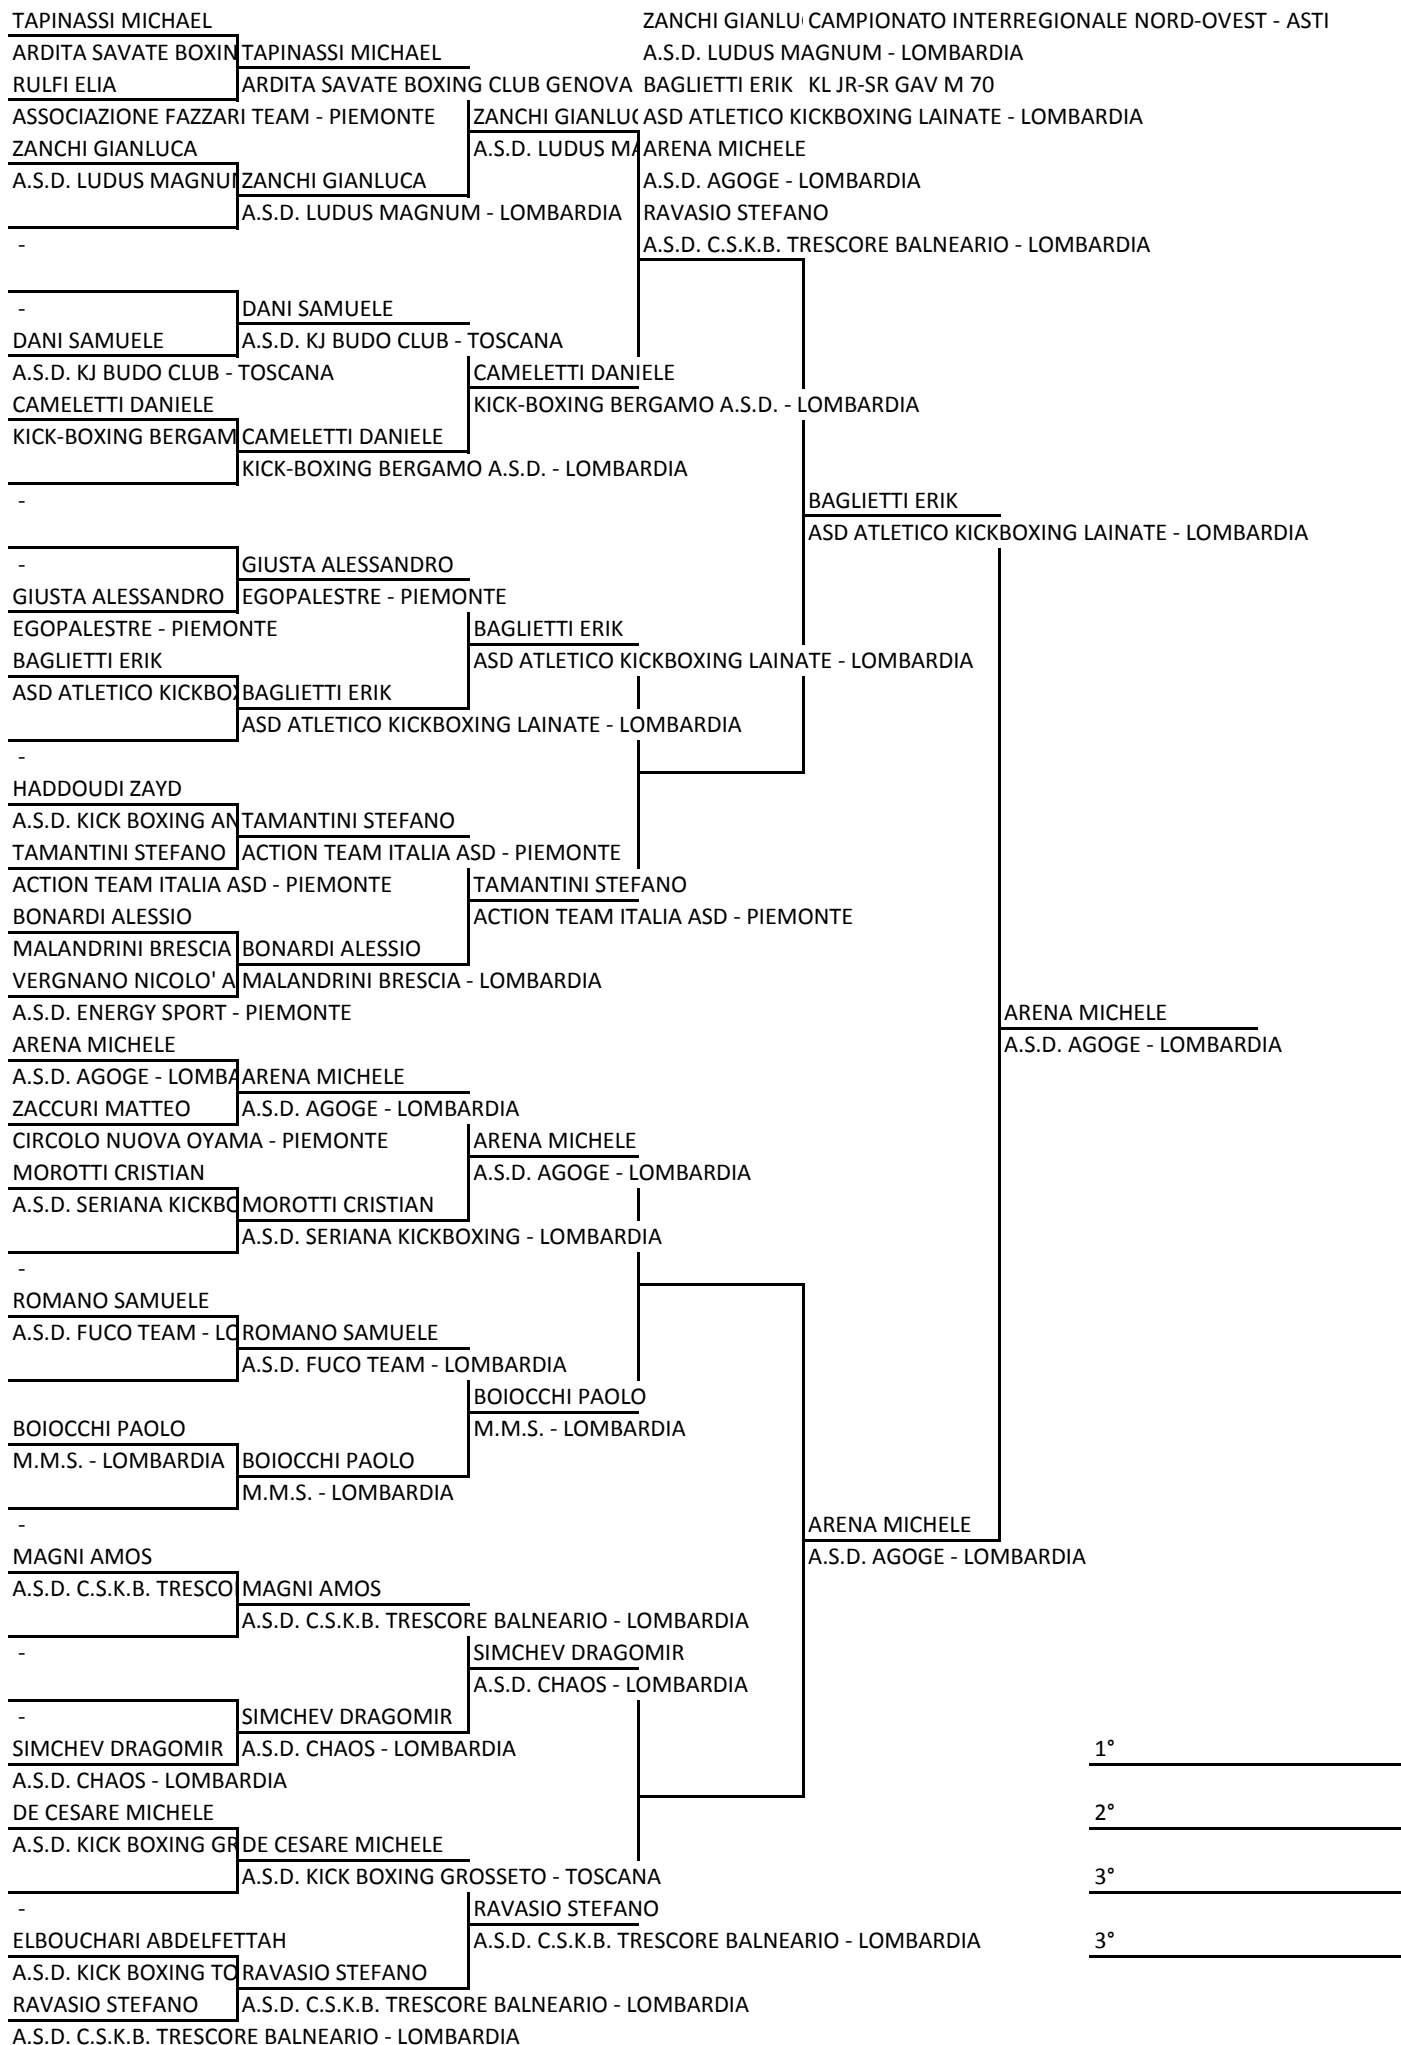 TAPINASSI MICHAEL
ZANCHI GIANLU
CAMPIONATO INTERREGIONALE NORD-OVEST - ASTI
ARDITA SAVATE BOXIN
TAPINASSI MICHAEL
A.S.D. LUDUS MAGNUM - LOMBARDIA
RULFI ELIA
ARDITA SAVATE BOXING CLUB GENOVA
BAGLIETTI ERIK
KL JR-SR GAV M 70
ASSOCIAZIONE FAZZARI TEAM - PIEMONTE
ZANCHI GIANLUC
ASD ATLETICO KICKBOXING LAINATE - LOMBARDIA
ZANCHI GIANLUCA
A.S.D. LUDUS MA
ARENA MICHELE
A.S.D. LUDUS MAGNUM
ZANCHI GIANLUCA
A.S.D. AGOGE - LOMBARDIA
A.S.D. LUDUS MAGNUM - LOMBARDIA
RAVASIO STEFANO
-
A.S.D. C.S.K.B. TRESCORE BALNEARIO - LOMBARDIA
-
DANI SAMUELE
DANI SAMUELE
A.S.D. KJ BUDO CLUB - TOSCANA
A.S.D. KJ BUDO CLUB - TOSCANA
CAMELETTI DANIELE
CAMELETTI DANIELE
KICK-BOXING BERGAMO A.S.D. - LOMBARDIA
KICK-BOXING BERGAM
CAMELETTI DANIELE
KICK-BOXING BERGAMO A.S.D. - LOMBARDIA
-
BAGLIETTI ERIK
ASD ATLETICO KICKBOXING LAINATE - LOMBARDIA
-
GIUSTA ALESSANDRO
GIUSTA ALESSANDRO
EGOPALESTRE - PIEMONTE
EGOPALESTRE - PIEMONTE
BAGLIETTI ERIK
BAGLIETTI ERIK
ASD ATLETICO KICKBOXING LAINATE - LOMBARDIA
ASD ATLETICO KICKBOX
BAGLIETTI ERIK
ASD ATLETICO KICKBOXING LAINATE - LOMBARDIA
-
HADDOUDI ZAYD
A.S.D. KICK BOXING AN
TAMANTINI STEFANO
TAMANTINI STEFANO
ACTION TEAM ITALIA ASD - PIEMONTE
ACTION TEAM ITALIA ASD - PIEMONTE
TAMANTINI STEFANO
BONARDI ALESSIO
ACTION TEAM ITALIA ASD - PIEMONTE
MALANDRINI BRESCIA
BONARDI ALESSIO
VERGNANO NICOLO' A
MALANDRINI BRESCIA - LOMBARDIA
A.S.D. ENERGY SPORT - PIEMONTE
ARENA MICHELE
ARENA MICHELE
A.S.D. AGOGE - LOMBARDIA
A.S.D. AGOGE - LOMBA
ARENA MICHELE
ZACCURI MATTEO
A.S.D. AGOGE - LOMBARDIA
CIRCOLO NUOVA OYAMA - PIEMONTE
ARENA MICHELE
MOROTTI CRISTIAN
A.S.D. AGOGE - LOMBARDIA
A.S.D. SERIANA KICKBO
MOROTTI CRISTIAN
A.S.D. SERIANA KICKBOXING - LOMBARDIA
-
ROMANO SAMUELE
A.S.D. FUCO TEAM - LO
ROMANO SAMUELE
A.S.D. FUCO TEAM - LOMBARDIA
BOIOCCHI PAOLO
BOIOCCHI PAOLO
M.M.S. - LOMBARDIA
M.M.S. - LOMBARDIA
BOIOCCHI PAOLO
M.M.S. - LOMBARDIA
-
ARENA MICHELE
MAGNI AMOS
A.S.D. AGOGE - LOMBARDIA
A.S.D. C.S.K.B. TRESCO
MAGNI AMOS
A.S.D. C.S.K.B. TRESCORE BALNEARIO - LOMBARDIA
-
SIMCHEV DRAGOMIR
A.S.D. CHAOS - LOMBARDIA
-
SIMCHEV DRAGOMIR
SIMCHEV DRAGOMIR
A.S.D. CHAOS - LOMBARDIA
1°
A.S.D. CHAOS - LOMBARDIA
DE CESARE MICHELE
2°
A.S.D. KICK BOXING GR
DE CESARE MICHELE
A.S.D. KICK BOXING GROSSETO - TOSCANA
3°
-
RAVASIO STEFANO
ELBOUCHARI ABDELFETTAH
A.S.D. C.S.K.B. TRESCORE BALNEARIO - LOMBARDIA
3°
A.S.D. KICK BOXING TO
RAVASIO STEFANO
RAVASIO STEFANO
A.S.D. C.S.K.B. TRESCORE BALNEARIO - LOMBARDIA
A.S.D. C.S.K.B. TRESCORE BALNEARIO - LOMBARDIA